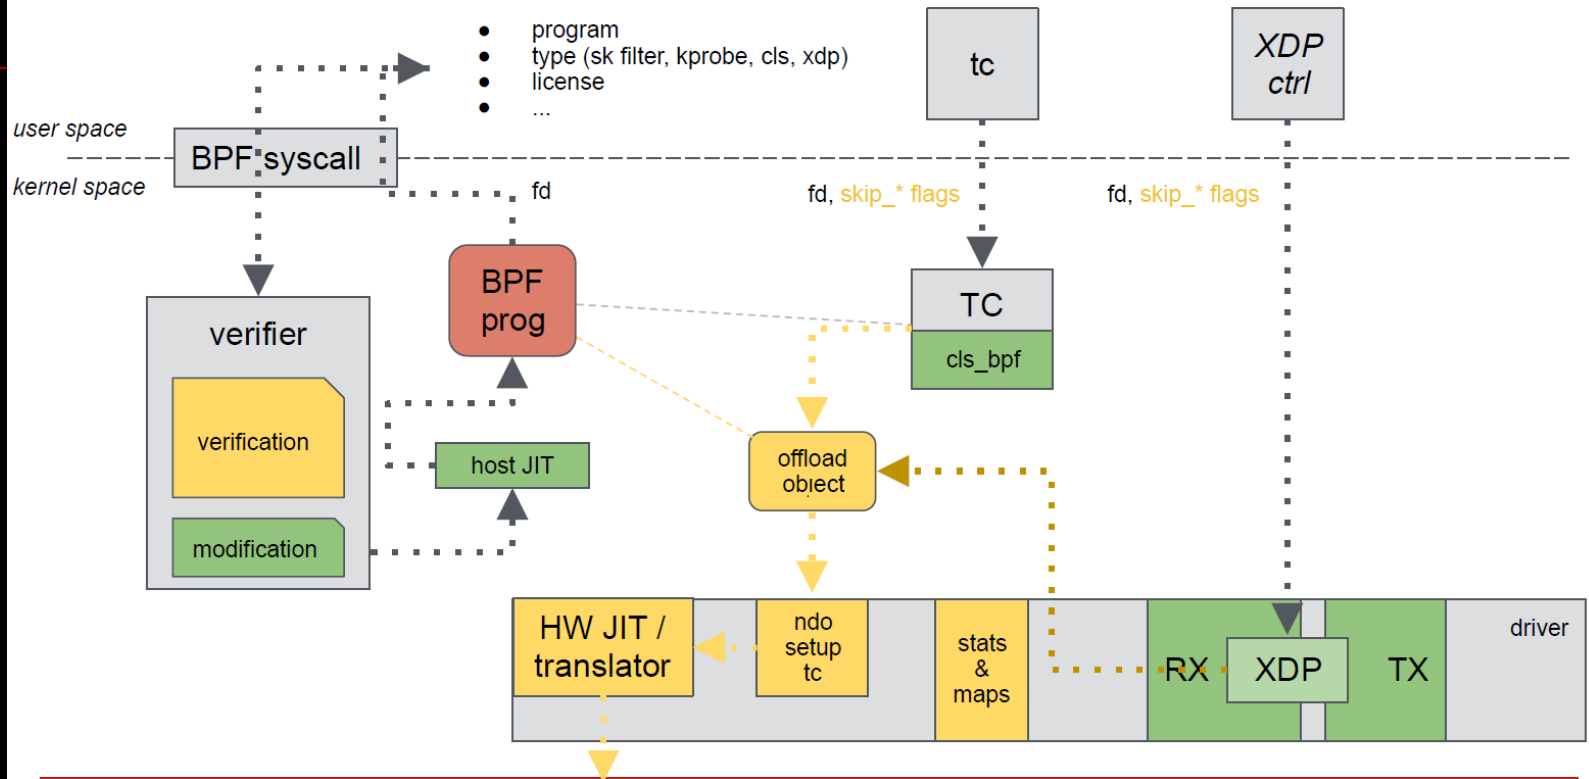 ● program
● type (sk filter, kprobe, cls, xdp)
● license
● ...
tc
XDP
ctrl
user space
BPF syscall
kernel space
fd
fd, skip_* flags
fd, skip_* flags
BPF
prog
TC
cls_bpf
verifier
verification
modification
host JIT
offload
object
HW JIT /
translator
ndo
setup
tc
stats
&
maps
RX
XDP
TX
driver